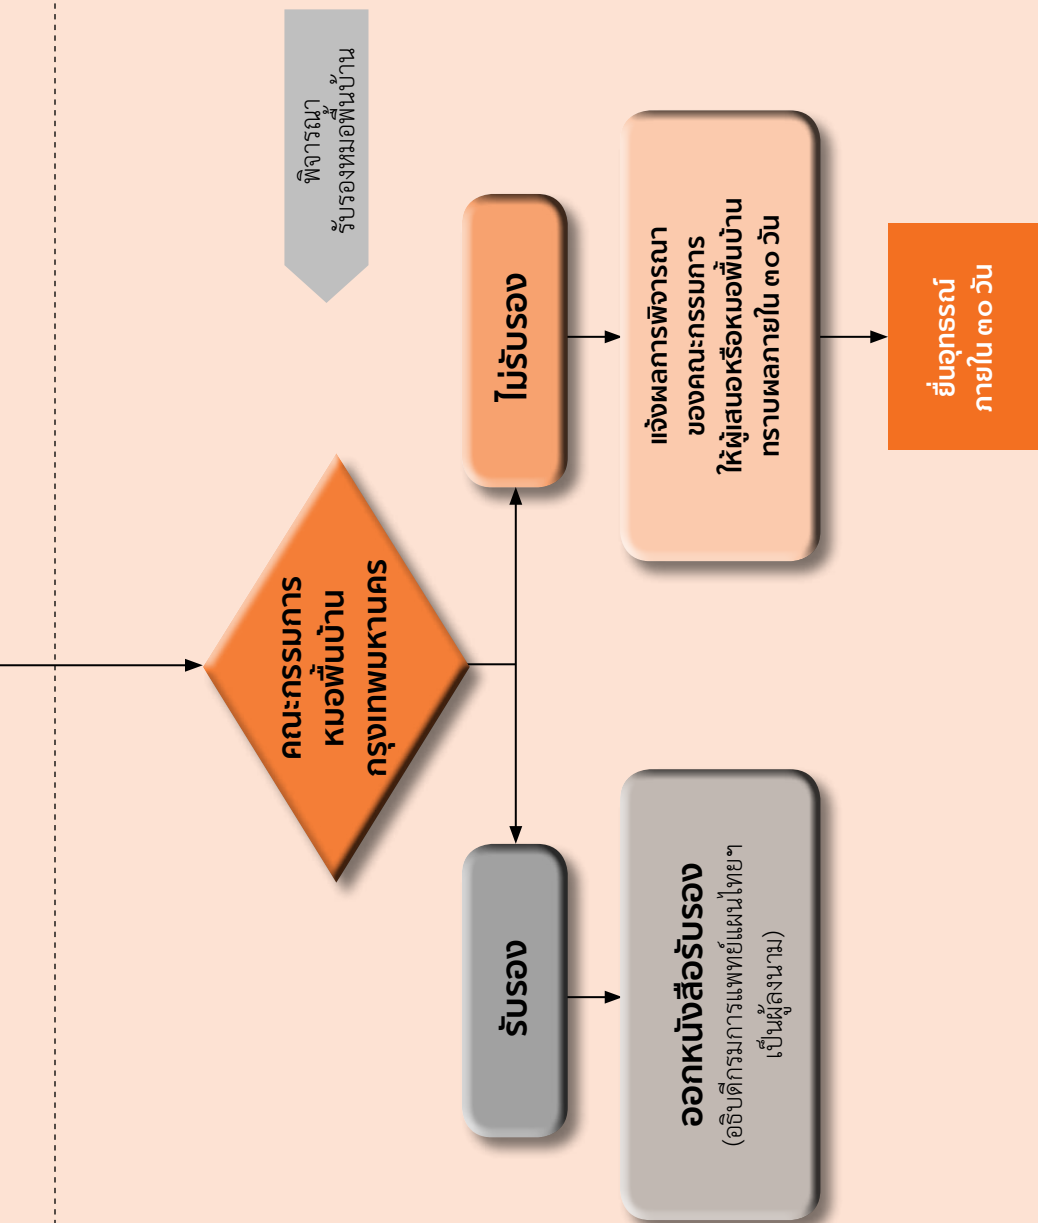 พิจารณา
รับรองหมอพื้นบ้าน
คณะกรรมการ
หมอพื้นบ้าน
กรุงเทพมหานคร
รับรอง
ไม่รับรอง
ออกหนังสือรับรอง
(อธิบดีกรมการแพทย์แผนไทยฯ
เป็นผู้ลงนาม)
แจ้งผลการพิจารณา
ของคณะกรรมการ
ให้ผู้เสนอหรือหมอพื้นบ้าน
ทราบผลภายใน ๓๐ วัน
ยื่นอุทธรณ์
ภายใน ๓๐ วัน